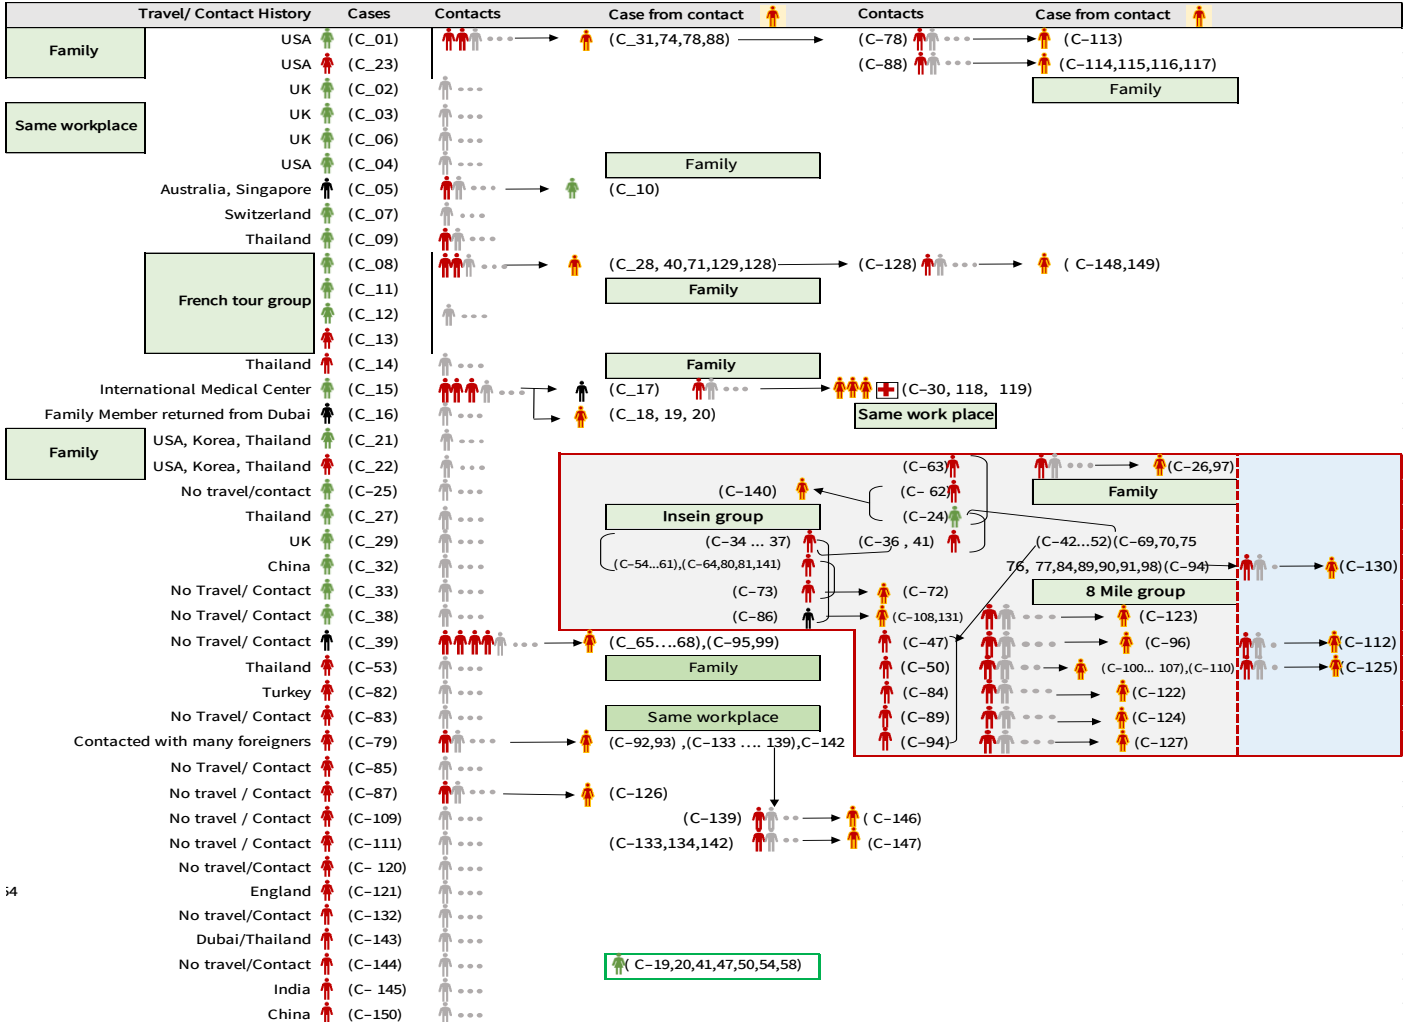 Travel/ Contact History Cases Contacts Case from contact Contacts Case from contact
Family
USA (C_01) (C_31,74,78,88) (C-78) (C-113)
USA (C_23) (C-88) (C-114,115,116,117)
UK (C_02) Family
Same workplace
UK (C_03)
UK (C_06)
USA (C_04) Family
Australia, Singapore (C_05) (C_10)
Switzerland (C_07)
Thailand (C_09)
French tour group
(C_08) (C_28, 40,71,129,128) (C-128) ( C-148,149)
(C_11) Family
(C_12)
(C_13)
Thailand (C_14) Family
International Medical Center (C_15) (C_17) (C-30, 118, 119)
Family Member returned from Dubai (C_16) (C_18, 19, 20) Same work place
Family
USA, Korea, Thailand (C_21)
USA, Korea, Thailand (C_22) (C-63) (C-26,97)
No travel/contact (C-25) (C-140) (C- 62) Family
Thailand (C_27) Insein group (C-24)
UK (C_29) (C-34 ... 37) (C-36 , 41) (C-42...52)(C-69,70,75
China (C_32) (C-54...61),(C-64,80,81,141) 76, 77,84,89,90,91,98)(C-94) (C-130)
No Travel/ Contact (C_33) (C-73) (C-72) 8 Mile group
No Travel/ Contact (C_38) (C-86) (C-108,131) (C-123)
No Travel/ Contact (C_39) (C_65....68),(C-95,99) (C-47) (C-96) (C-112)
Thailand (C-53) Family (C-50) (C-100... 107),(C-110) (C-125)
Turkey (C-82) (C-84) (C-122)
No Travel/ Contact (C-83) Same workplace (C-89) (C-124)
Contacted with many foreigners (C-79) (C-92,93) ,(C-133 .... 139),C-142 (C-94) (C-127)
No Travel/ Contact (C-85)
No travel / Contact (C-87) (C-126)
No travel / Contact (C-109) (C-139) ( C-146)
No travel / Contact (C-111) (C-133,134,142) (C-147)
No travel/Contact (C- 120)
54 England (C-121)
No travel/Contact (C-132)
Dubai/Thailand (C-143)
No travel/Contact (C-144) ( C-19,20,41,47,50,54,58)
India (C- 145)
China (C-150)